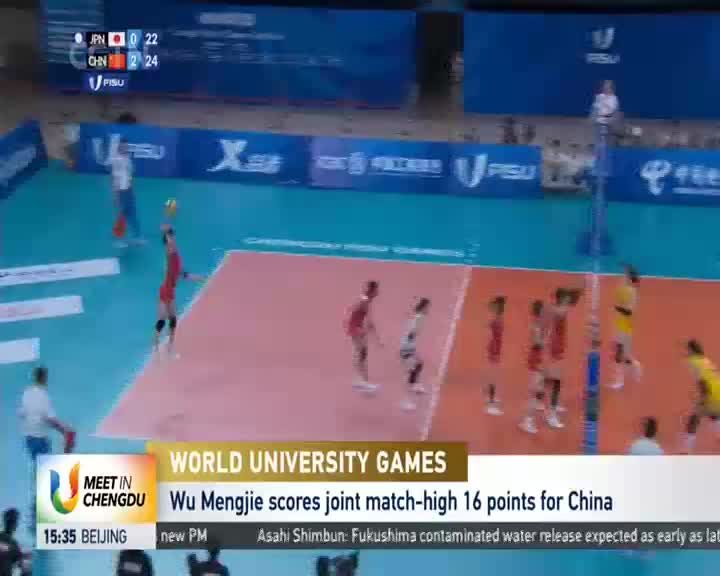 JPN 0 22
CHN 2 24
FISU
FISU
FISU
FISU
WORLD UNIVERSITY GAMES
Wu Mengjie scores joint match-high 16 points for China
MEET IN
CHENGDU
15:35 BEIJING
new PM Asahi Shimbun: Fukushima contaminated water release expected as early as lat